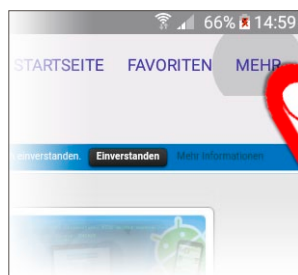 66% 14:59
STARTSEITE FAVORITEN MEHR
einverstanden. Einverstanden Mehr Informationen